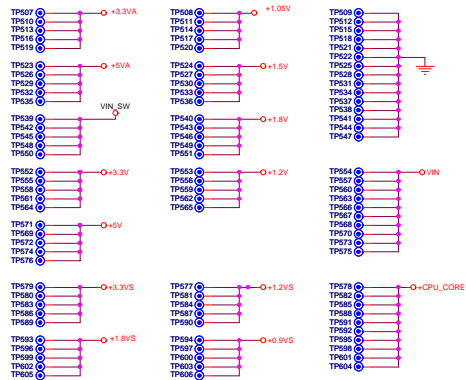 TP507 +3.3VA
TP510
TP513
TP516
TP519
TP523 +5VA
TP526
TP529
TP532
TP535
VIN_SW
TP539
TP542
TP545
TP548
TP550
TP552 +3.3V
TP555
TP558
TP561
TP564
TP571 +5V
TP569
TP572
TP574
TP576
TP579 +3.3VS
TP580
TP583
TP586
TP589
TP593 +1.8VS
TP596
TP599
TP602
TP605
TP508 +1.05V
TP511
TP514
TP517
TP520
TP524 +1.5V
TP527
TP530
TP533
TP536
TP540 +1.8V
TP543
TP546
TP549
TP551
TP553 +1.2V
TP556
TP559
TP562
TP565
TP577 +1.2VS
TP581
TP584
TP587
TP590
TP594 +0.9VS
TP597
TP600
TP603
TP606
TP509
TP512
TP515
TP518
TP521
TP522
TP525
TP528
TP531
TP534
TP537
TP538
TP541
TP544
TP547
TP554 VIN
TP557
TP560
TP563
TP566
TP567
TP568
TP570
TP573
TP575
TP578 +CPU_CORE
TP582
TP585
TP588
TP591
TP592
TP595
TP598
TP601
TP604